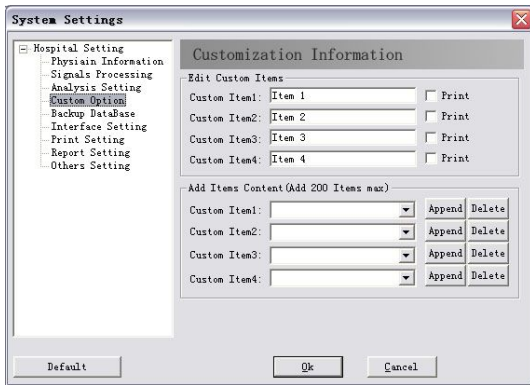 System Settings
Hospital Setting
Physiain Information
Signals Processing
Analysis Setting
Custom Option
Backup DataBase
Interface Setting
Print Setting
Report Setting
Others Setting
Customization Information
Edit Custom Items
Custom Item1: Item 1 Print
Custom Item2: Item 2 Print
Custom Item3: Item 3 Print
Custom Item4: Item 4 Print
Add Items Content(Add 200 Items max)
Custom Item1: Append Delete
Custom Item2: Append Delete
Custom Item3: Append Delete
Custom Item4: Append Delete
Default Ok Cancel